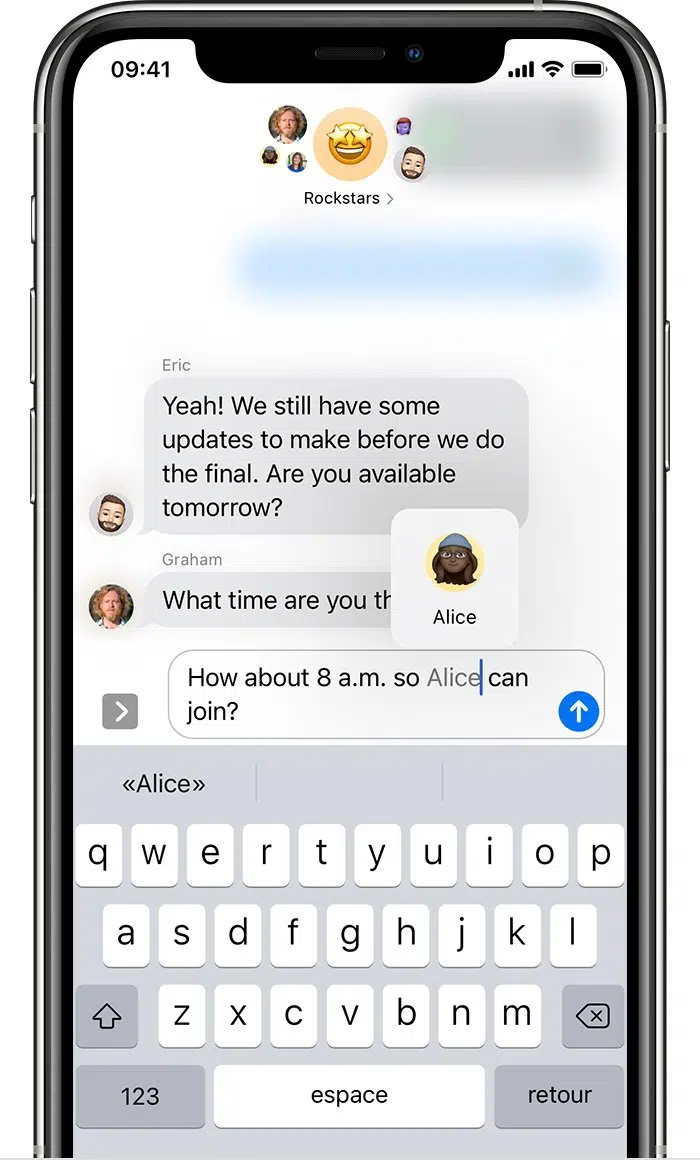 09:41
Rockstars >
Eric
Yeah! We still have some
updates to make before we do
the final. Are you available
tomorrow?
Graham
What time are you th
Alice
How about 8 a.m. so Alice can
join?
«Alice»
q w e r t y u i o p
a s d f g h j k l
z x c v b n m
123 espace retour